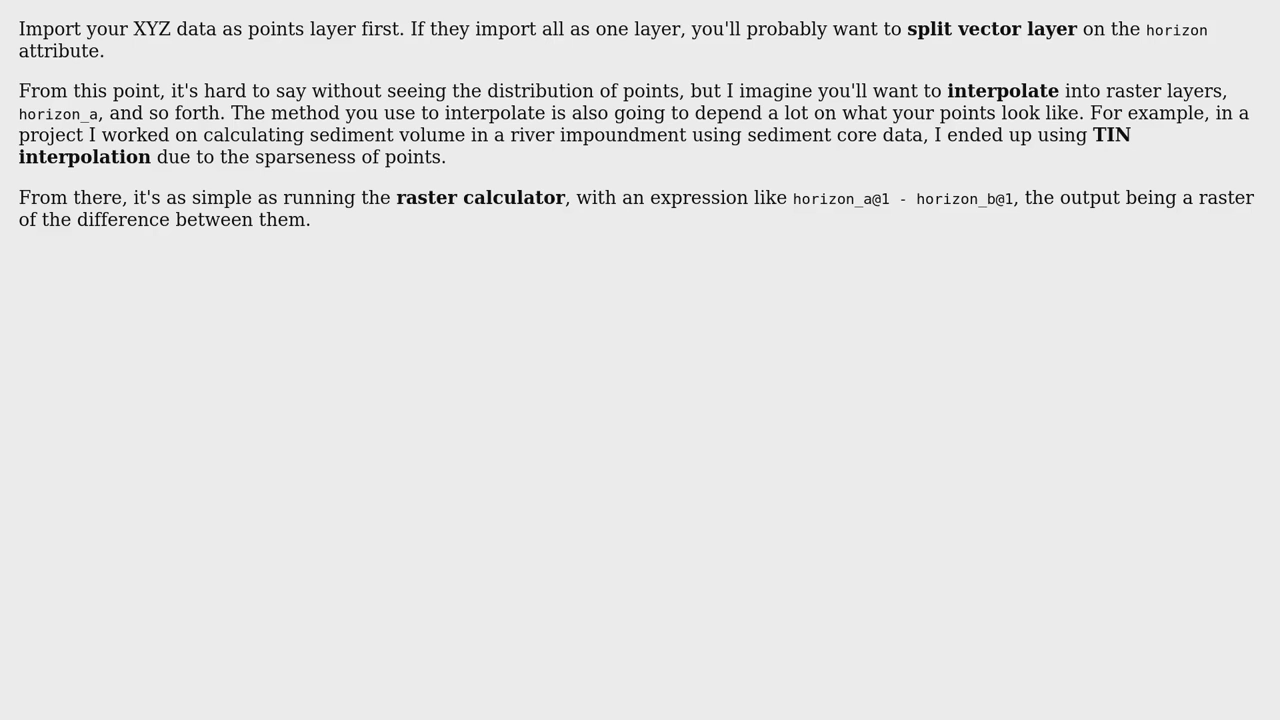 Import your XYZ data as points layer first. If they import all as one layer, you'll probably want to split vector layer on the horizon
attribute.
From this point, it's hard to say without seeing the distribution of points, but I imagine you'll want to interpolate into raster layers,
horizon_a, and so forth. The method you use to interpolate is also going to depend a lot on what your points look like. For example, in a
project I worked on calculating sediment volume in a river impoundment using sediment core data, I ended up using TIN
interpolation due to the sparseness of points.
From there, it's as simple as running the raster calculator, with an expression like horizon_a@1 - horizon_b@1, the output being a raster
of the difference between them.